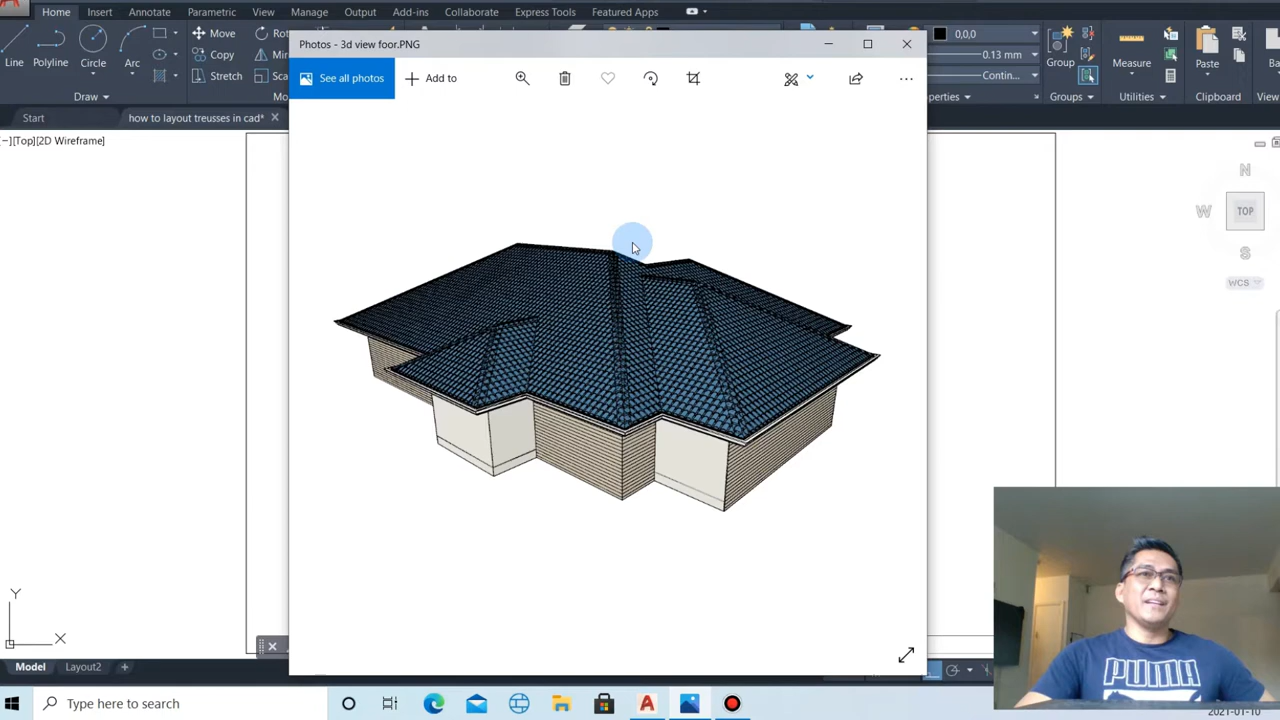 Home Insert Annotate Parametric View Manage Output Add-ins Collaborate Express Tools Featured Apps
Line Polyline Circle Arc
Move
Copy
Stretch
Draw
0,0,0
0.13 mm
Contin...
Group
Groups
Measure
Utilities
Paste
Clipboard
Photos - 3d view foor.PNG
See all photos
Add to
Start
how to layout treusses in cad*
[−][Top][2D Wireframe]
N
W
TOP
S
WCS
Y
X
Model Layout2 +
PUMA
Type here to search
2021-01-10